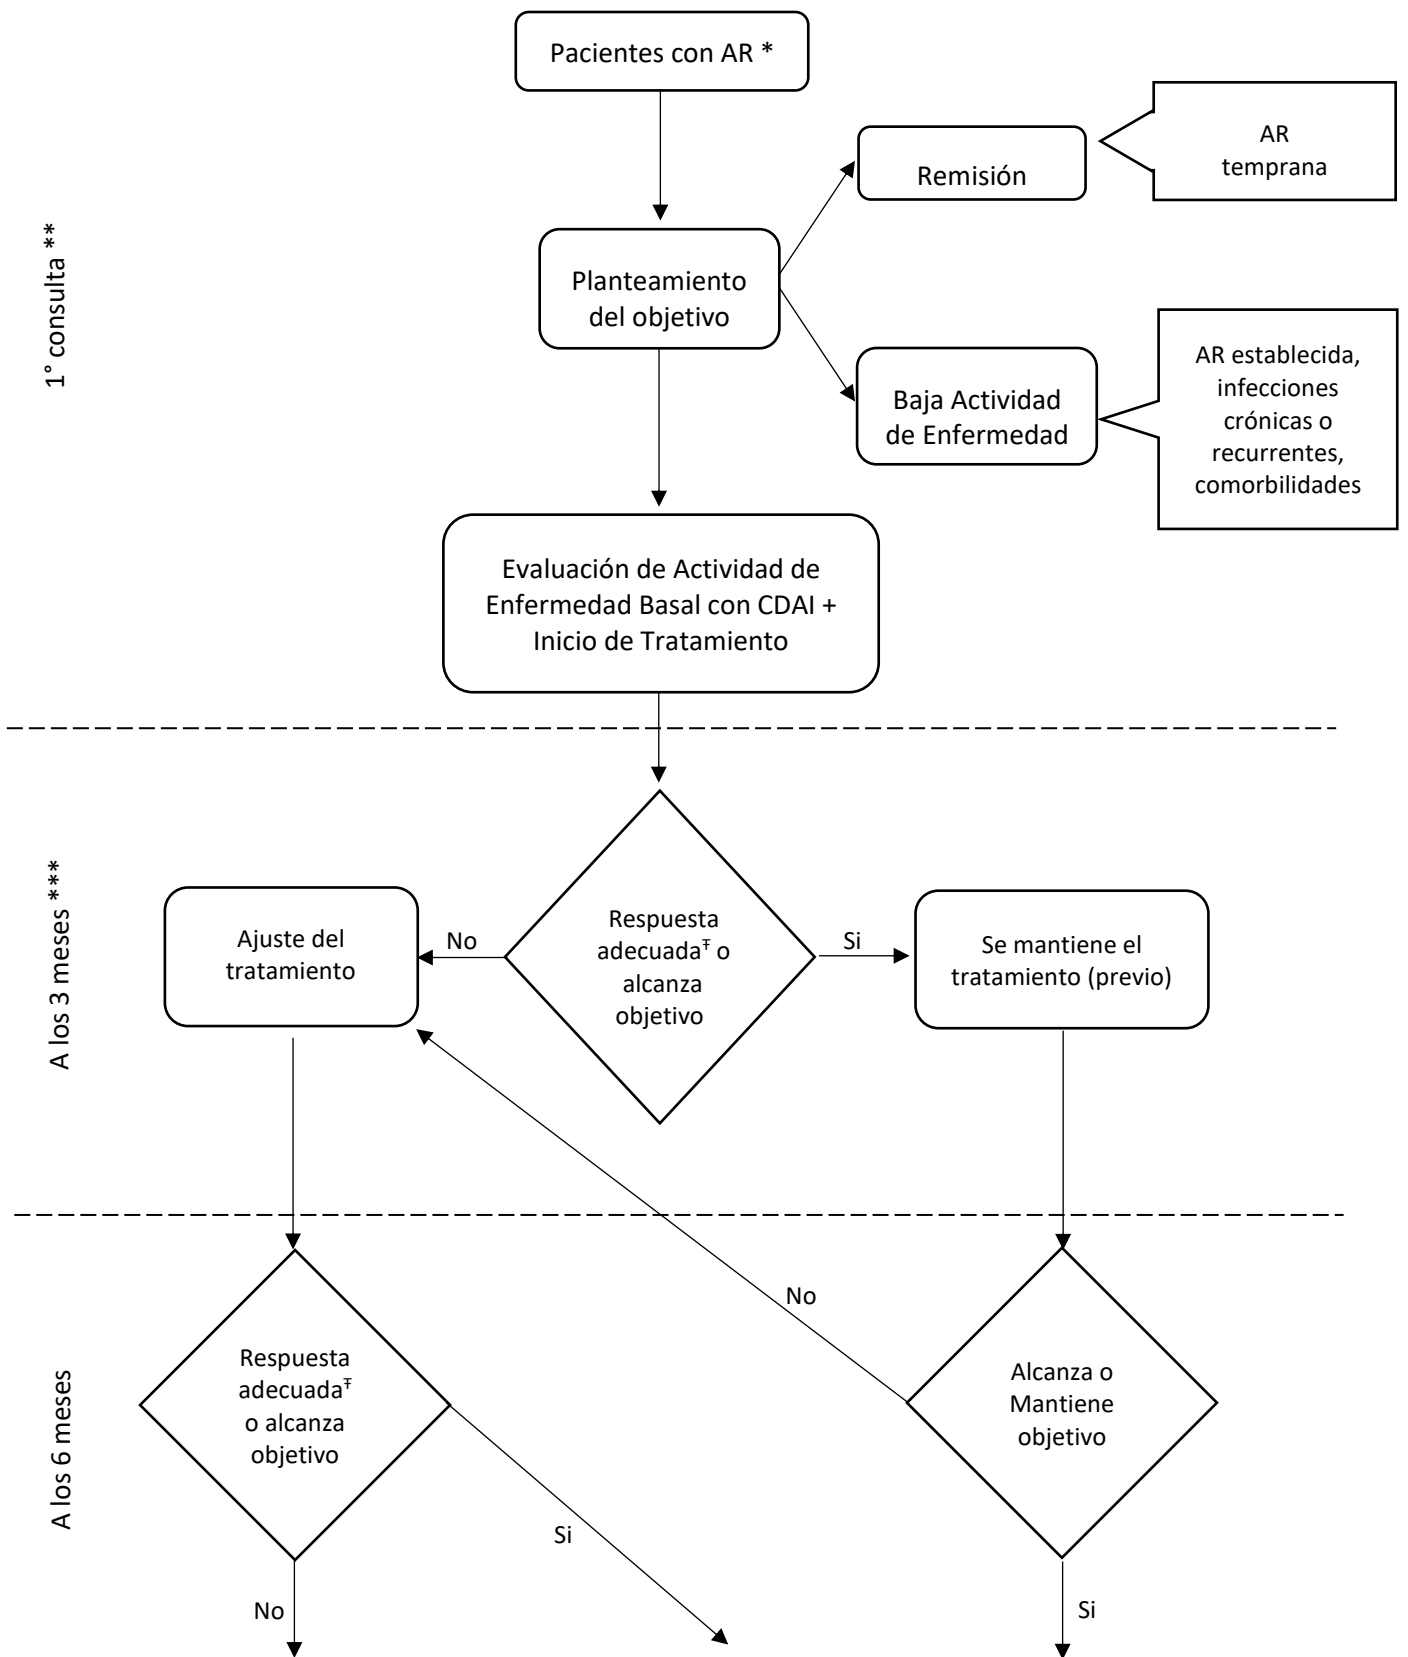 Pacientes con AR *
Remisión
AR
temprana
1° consulta **
Planteamiento
del objetivo
Baja Actividad
de Enfermedad
AR establecida,
infecciones
crónicas o
recurrentes,
comorbilidades
Evaluación de Actividad de
Enfermedad Basal con CDAI +
Inicio de Tratamiento
A los 3 meses ***
Ajuste del
tratamiento
No
Respuesta
adecuada^Ŧ o
alcanza
objetivo
Si
Se mantiene el
tratamiento (previo)
A los 6 meses
Respuesta
adecuada^Ŧ
o alcanza
objetivo
No
Alcanza o
Mantiene
objetivo
Si
No
Si